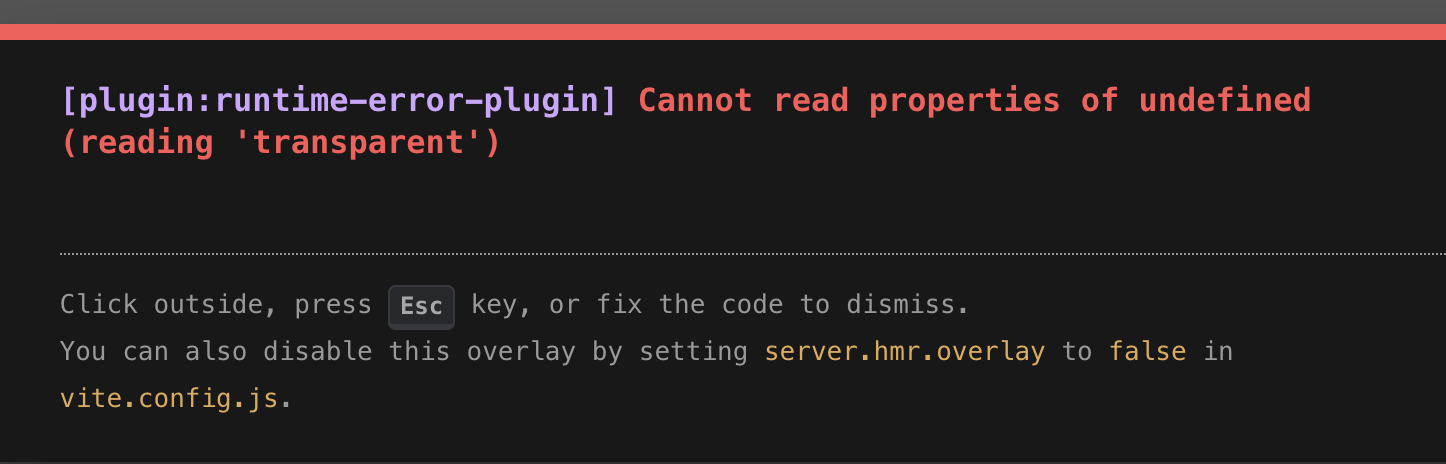 [plugin:runtime-error-plugin] Cannot read properties of undefined
(reading 'transparent')
Click outside, press Esc key, or fix the code to dismiss.
You can also disable this overlay by setting server.hmr.overlay to false in
vite.config.js.